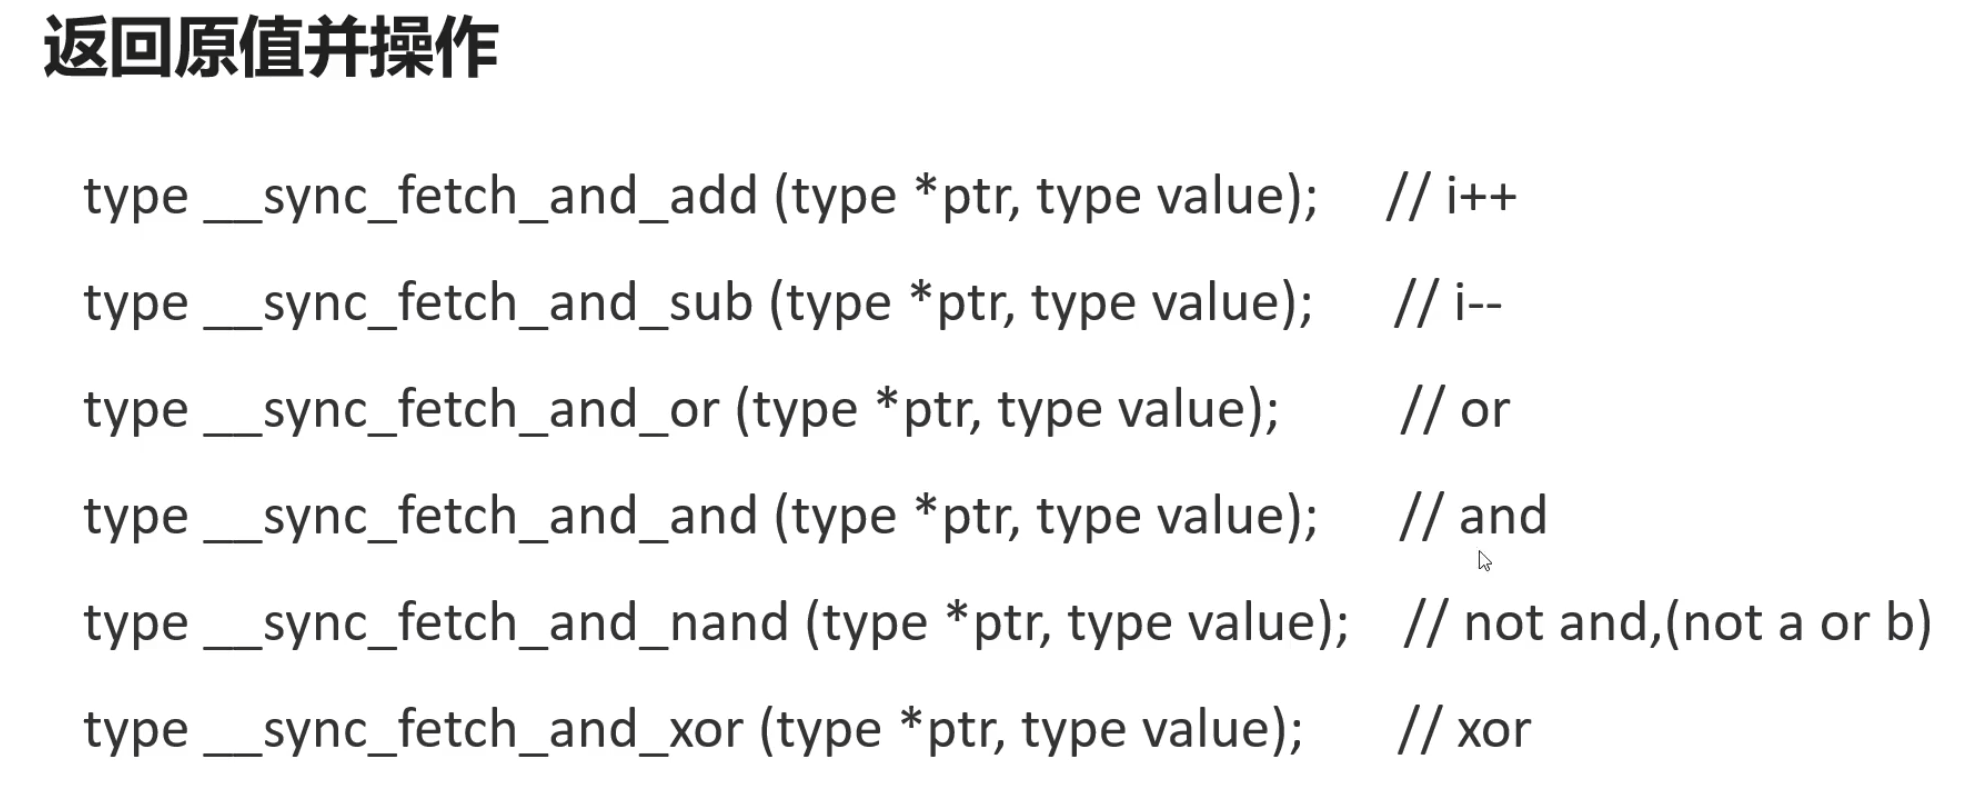 返回原值并操作
type __sync_fetch_and_add (type *ptr, type value); // i++
type __sync_fetch_and_sub (type *ptr, type value); // i--
type __sync_fetch_and_or (type *ptr, type value); // or
type __sync_fetch_and_and (type *ptr, type value); // and
type __sync_fetch_and_nand (type *ptr, type value); // not and,(not a or b)
type __sync_fetch_and_xor (type *ptr, type value); // xor